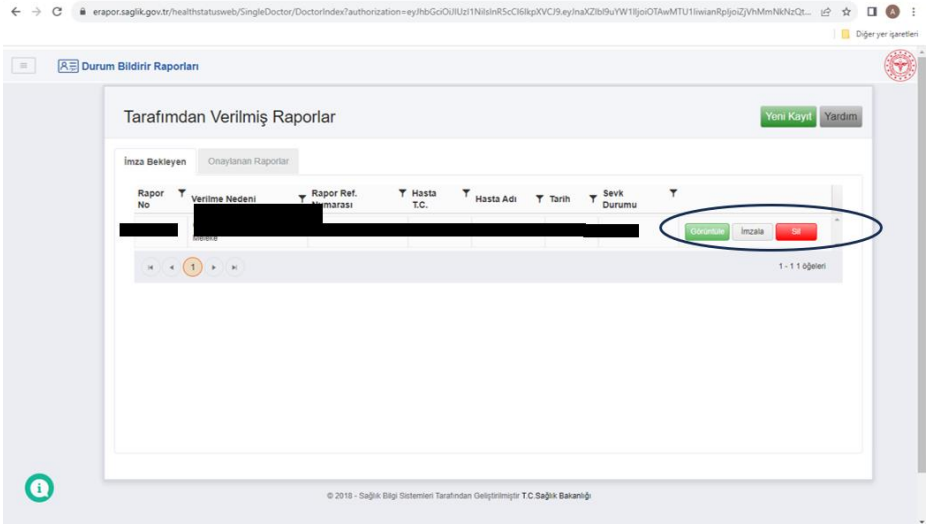 erapor.saglik.gov.tr/healthstatusweb/SingleDoctor/DoctorIndex?authorization=
Diğer yer işaretleri
Durum Bildirir Raporları
Tarafımdan Verilmiş Raporlar
Yeni Kayıt Yardım
İmza Bekleyen Onaylanan Raporlar
Rapor No Verilme Nedeni Rapor Ref. Numarası Hasta T.C. Hasta Adı Tarih Sevk Durumu
Görüntüle İmzala Sil
1
1 - 1 1 öğeleri
© 2018 - Sağlık Bilgi Sistemleri Tarafından Geliştirilmiştir T.C.Sağlık Bakanlığı